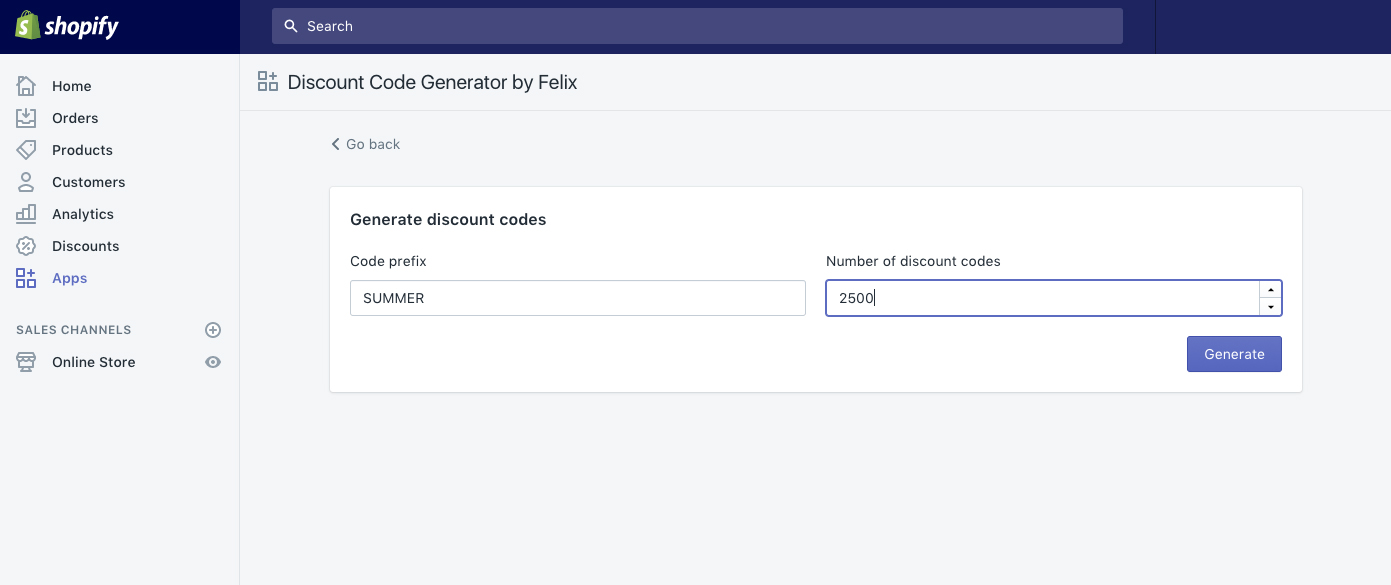 shopify
Search
Home
Orders
Products
Customers
Analytics
Discounts
Apps
SALES CHANNELS
Online Store
Discount Code Generator by Felix
Go back
Generate discount codes
Code prefix
Number of discount codes
SUMMER
2500
Generate